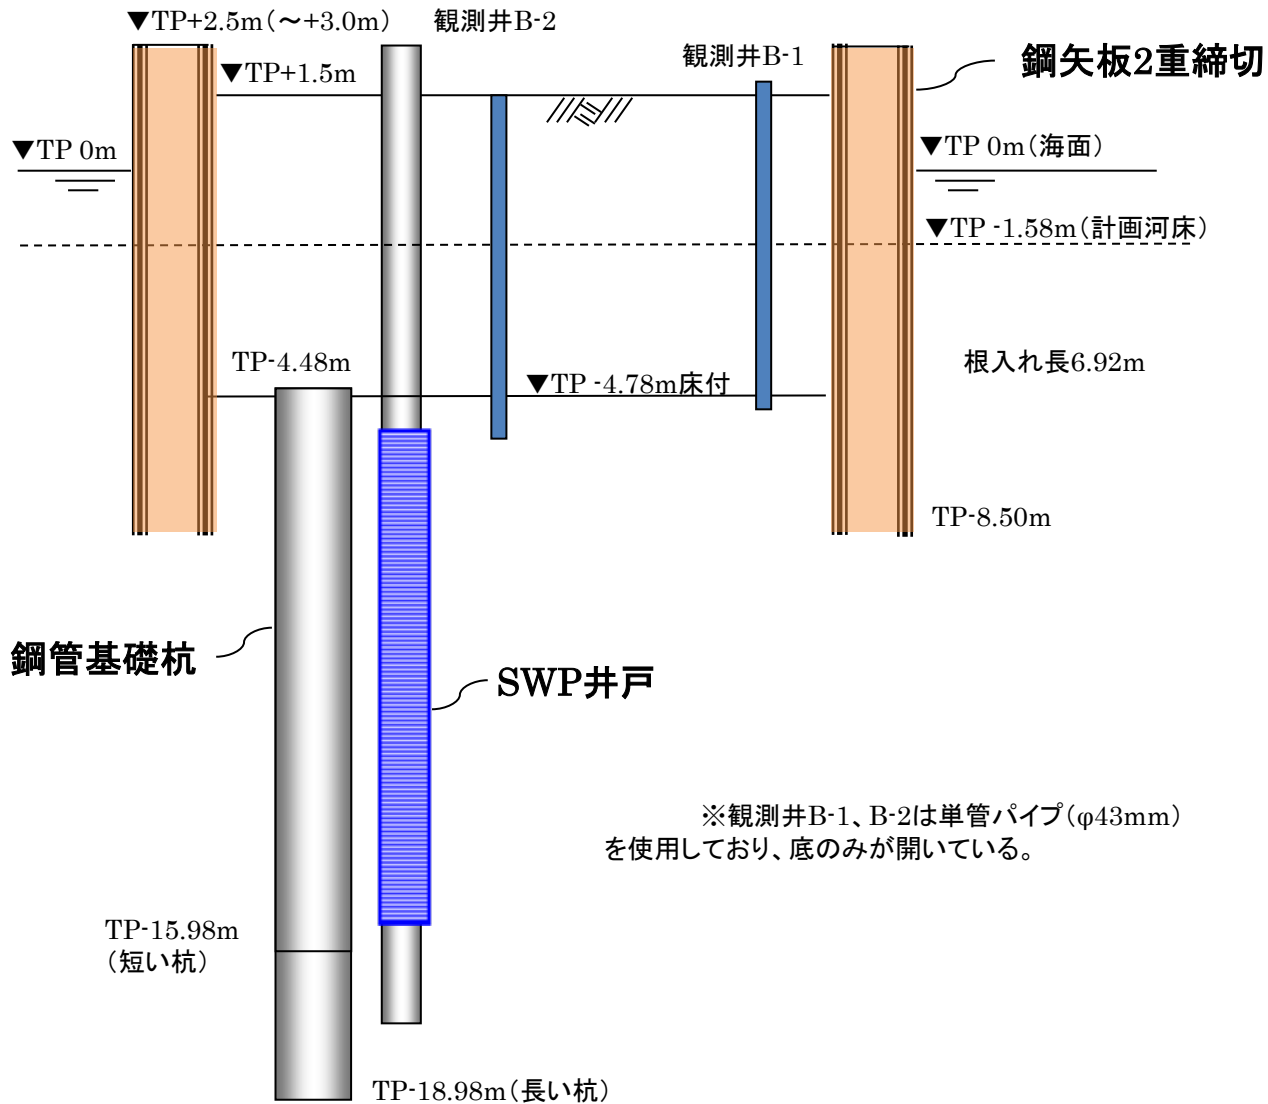 ▼TP+2.5m(～+3.0m)
観測井B-2
▼TP+1.5m
観測井B-1
鋼矢板2重締切
▼TP 0m
▼TP 0m(海面)
▼TP -1.58m(計画河床)
TP-4.48m
根入れ長6.92m
▼TP -4.78m床付
TP-8.50m
鋼管基礎杭
SWP井戸
※観測井B-1、B-2は単管パイプ(φ43mm)
を使用しており、底のみが開いている。
TP-15.98m
(短い杭)
TP-18.98m(長い杭)